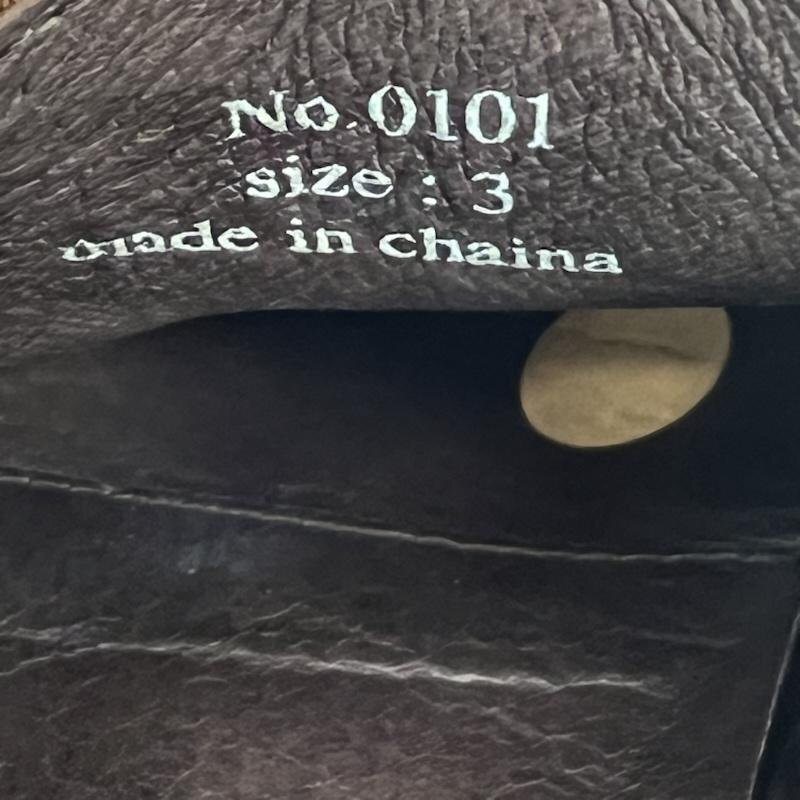 No.0101
size : 3
made in chaina